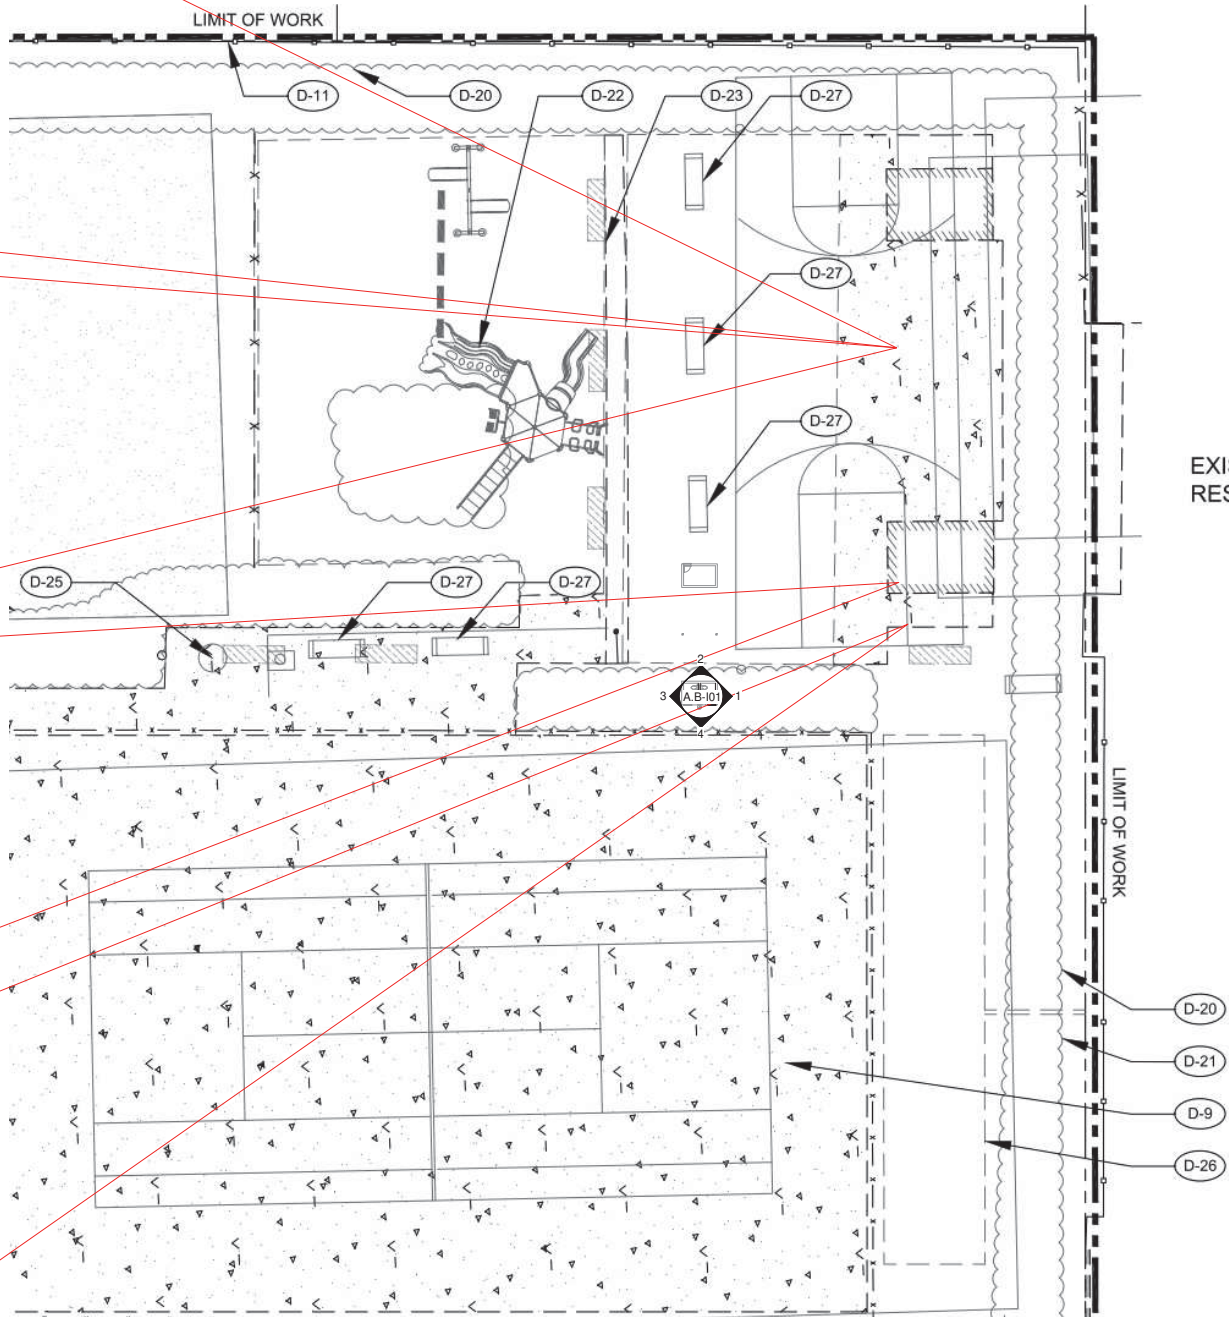 LIMIT OF WORK
D-11
D-20
D-22
D-23
D-27
D-27
D-27
D-25
D-27
D-27
2
3 A.B-I01 1
4
EXIS
RES
LIMIT OF WORK
D-20
D-21
D-9
D-26